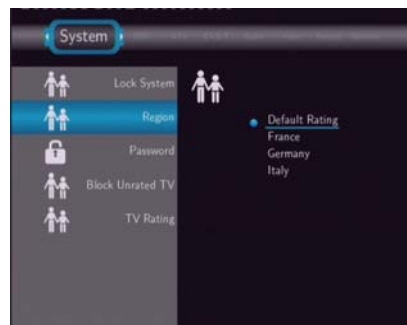 System
Lock System
Region
Password
Block Unrated TV
TV Rating
Default Rating
France
Germany
Italy